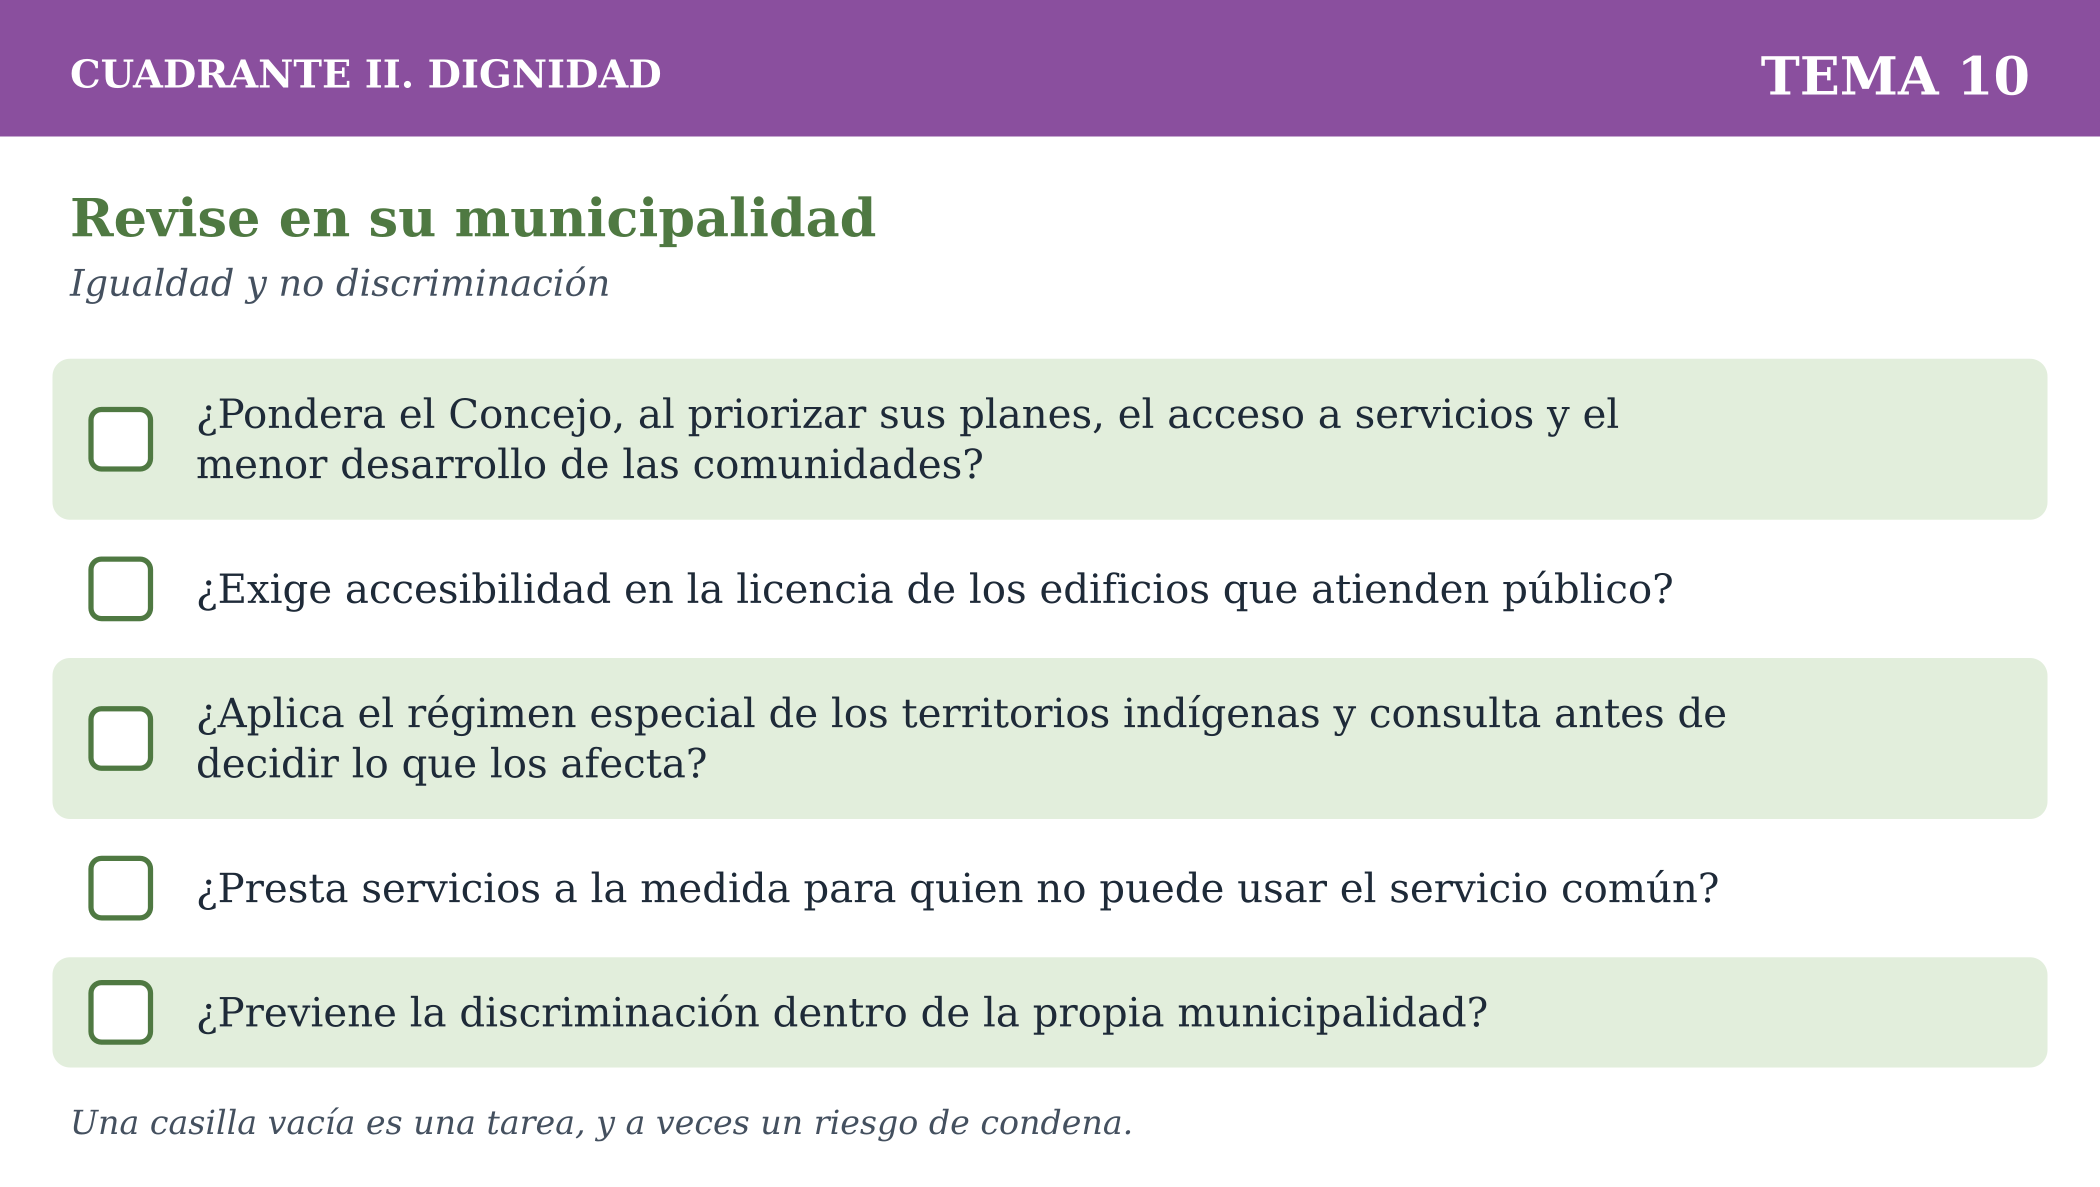 CUADRANTE II. DIGNIDAD
TEMA 10
Revise en su municipalidad
Igualdad y no discriminación
¿Pondera el Concejo, al priorizar sus planes, el acceso a servicios y el
menor desarrollo de las comunidades?
¿Exige accesibilidad en la licencia de los edificios que atienden público?
¿Aplica el régimen especial de los territorios indígenas y consulta antes de
decidir lo que los afecta?
¿Presta servicios a la medida para quien no puede usar el servicio común?
¿Previene la discriminación dentro de la propia municipalidad?
Una casilla vacía es una tarea, y a veces un riesgo de condena.